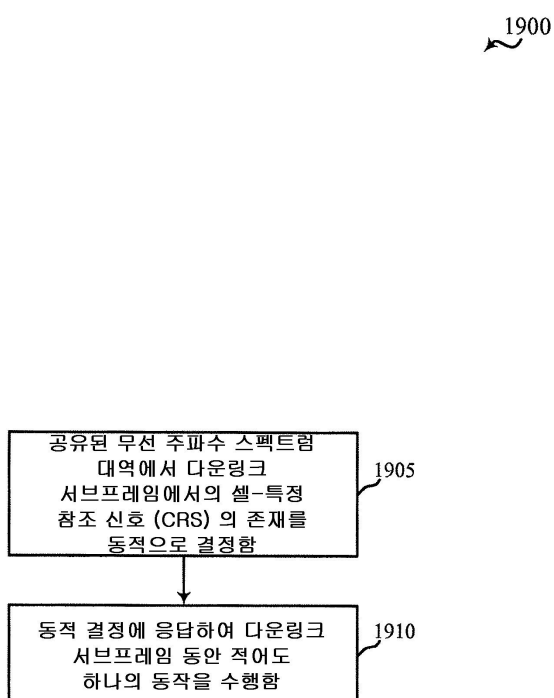 1900
공유된 무선 주파수 스펙트럼
대역에서 다운링크
서브프레임에서의 셀-특정
참조 신호 (CRS) 의 존재를
동적으로 결정함
1905
동적 결정에 응답하여 다운링크
서브프레임 동안 적어도
하나의 동작을 수행함
1910